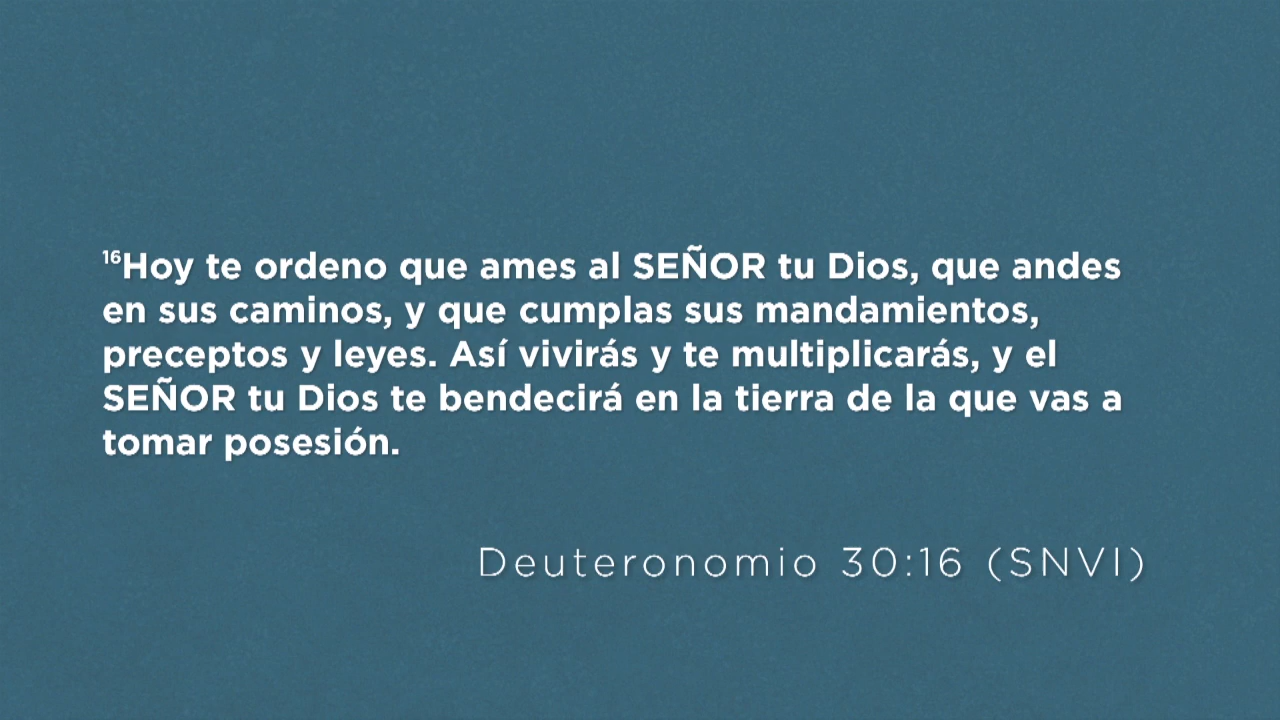 ¹⁶Hoy te ordeno que ames al SEÑOR tu Dios, que andes
en sus caminos, y que cumplas sus mandamientos,
preceptos y leyes. Así vivirás y te multiplicarás, y el
SEÑOR tu Dios te bendecirá en la tierra de la que vas a
tomar posesión.
Deuteronomio 30:16 (SNVI)